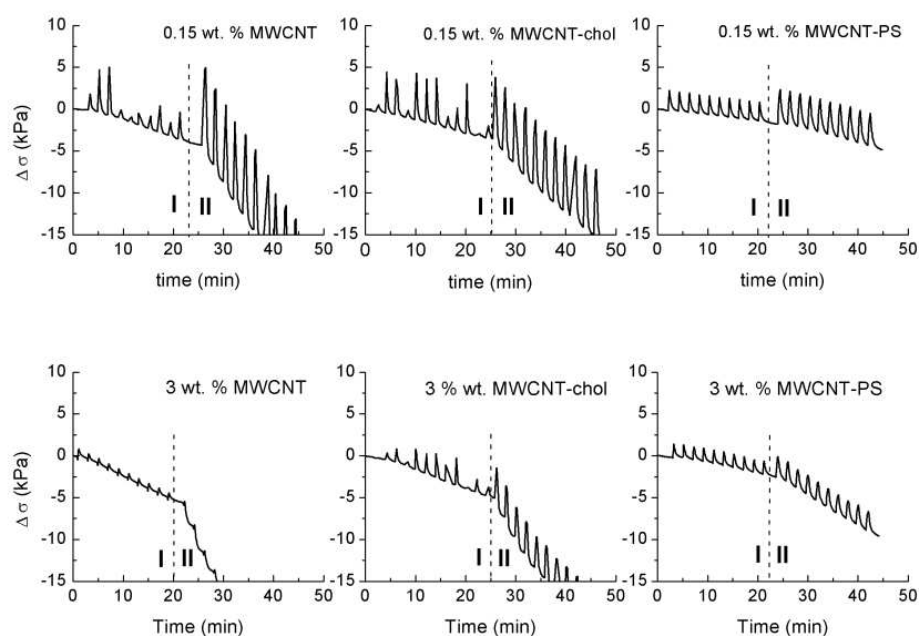 0.15 wt. % MWCNT
10
5
0
-5
-10
-15
Δ σ (kPa)
I II
0 10 20 30 40 50
time (min)
0.15 wt. % MWCNT-chol
10
5
0
-5
-10
-15
I II
0 10 20 30 40 50
time (min)
0.15 wt. % MWCNT-PS
10
5
0
-5
-10
-15
I II
0 10 20 30 40 50
time (min)
3 wt. % MWCNT
10
5
0
-5
-10
-15
Δ σ (kPa)
I II
0 10 20 30 40 50
Time (min)
3 % wt. MWCNT-chol
10
5
0
-5
-10
-15
I II
0 10 20 30 40 50
Time (min)
3 wt. % MWCNT-PS
10
5
0
-5
-10
-15
I II
0 10 20 30 40 50
Time (min)